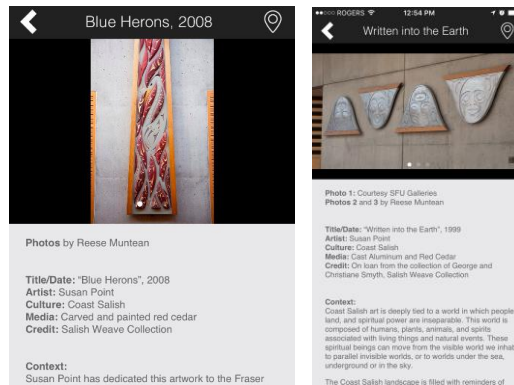 Blue Herons, 2008
Photos by Reese Muntean
Title/Date: "Blue Herons", 2008
Artist: Susan Point
Culture: Coast Salish
Media: Carved and painted red cedar
Credit: Salish Weave Collection
Context:
Susan Point has dedicated this artwork to the Fraser
ROGERS 12:54 PM
Written into the Earth
Photo 1: Courtesy SFU Galleries
Photos 2 and 3 by Reese Muntean
Title/Date: "Written into the Earth", 1999
Artist: Susan Point
Culture: Coast Salish
Media: Cast Aluminum and Red Cedar
Credit: On loan from the collection of George and
Christiane Smyth, Salish Weave Collection
Context:
Coast Salish art is deeply tied to a world in which people,
land, and spiritual power are inseparable. This world is
composed of humans, plants, animals, and spirits
associated with living things and natural events. These
spiritual beings can move from the visible world we inhab
to parallel invisible worlds, or to worlds under the sea,
underground or in the sky.
The Coast Salish landscape is filled with reminders of